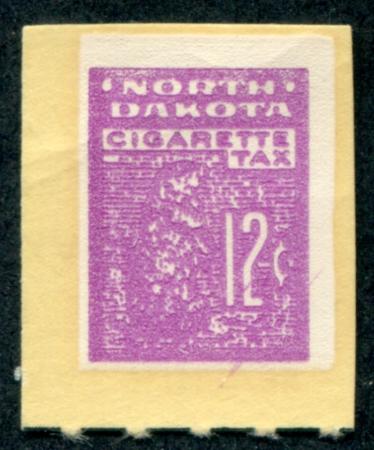 NORTH
DAKOTA
CIGARETTE
TAX
12¢